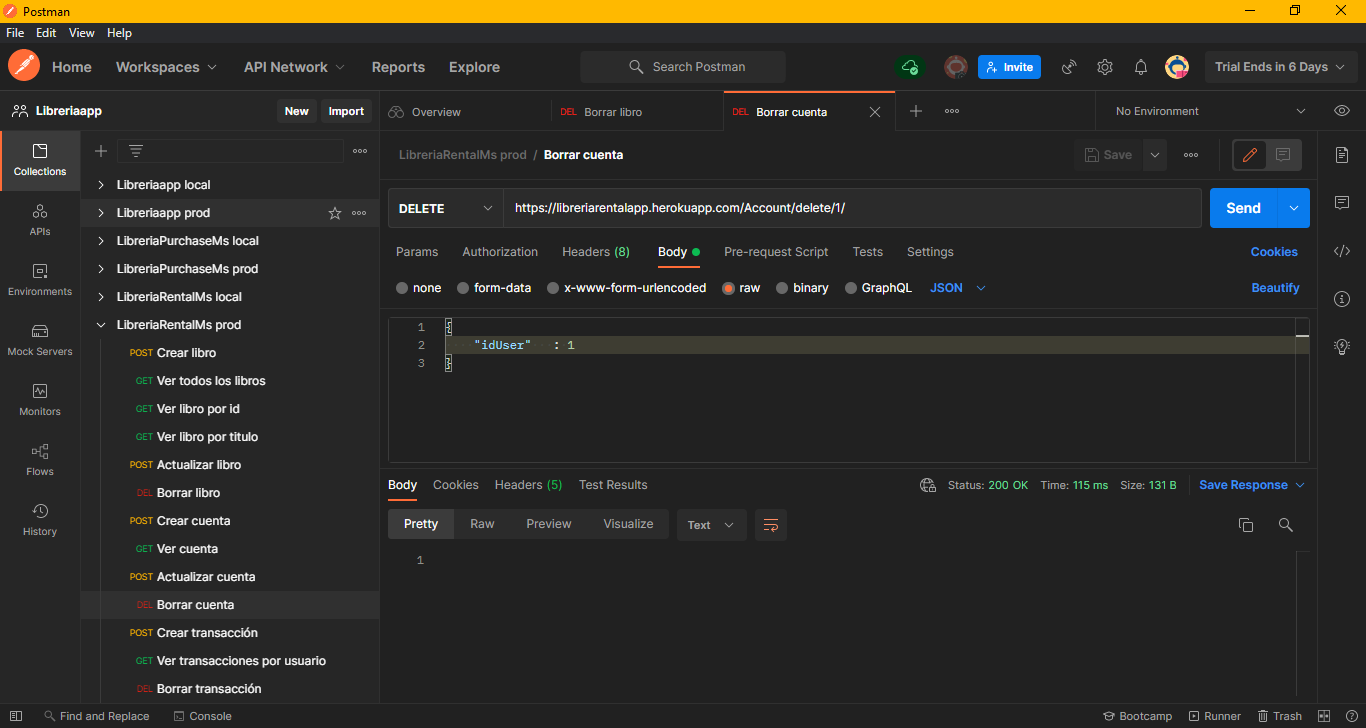 Postman
File Edit View Help
Home Workspaces API Network Reports Explore Search Postman Invite Trial Ends in 6 Days
Libreriaapp New Import
Overview DEL Borrar libro DEL Borrar cuenta No Environment
Collections
APIs
Environments
Mock Servers
Monitors
Flows
History
Libreriaapp local
Libreriaapp prod
LibreriaPurchaseMs local
LibreriaPurchaseMs prod
LibreriaRentalMs local
LibreriaRentalMs prod
POST Crear libro
GET Ver todos los libros
GET Ver libro por id
GET Ver libro por titulo
POST Actualizar libro
DEL Borrar libro
POST Crear cuenta
GET Ver cuenta
POST Actualizar cuenta
DEL Borrar cuenta
POST Crear transacción
GET Ver transacciones por usuario
DEL Borrar transacción
LibreriaRentalMs prod / Borrar cuenta Save
DELETE https://libreriarentalapp.herokuapp.com/Account/delete/1/ Send
Params Authorization Headers (8) Body Pre-request Script Tests Settings Cookies
none form-data x-www-form-urlencoded raw binary GraphQL JSON Beautify
1 {
2 "idUser" : 1
3 }
Body Cookies Headers (5) Test Results Status: 200 OK Time: 115 ms Size: 131 B Save Response
Pretty Raw Preview Visualize Text
1
Find and Replace Console Bootcamp Runner Trash